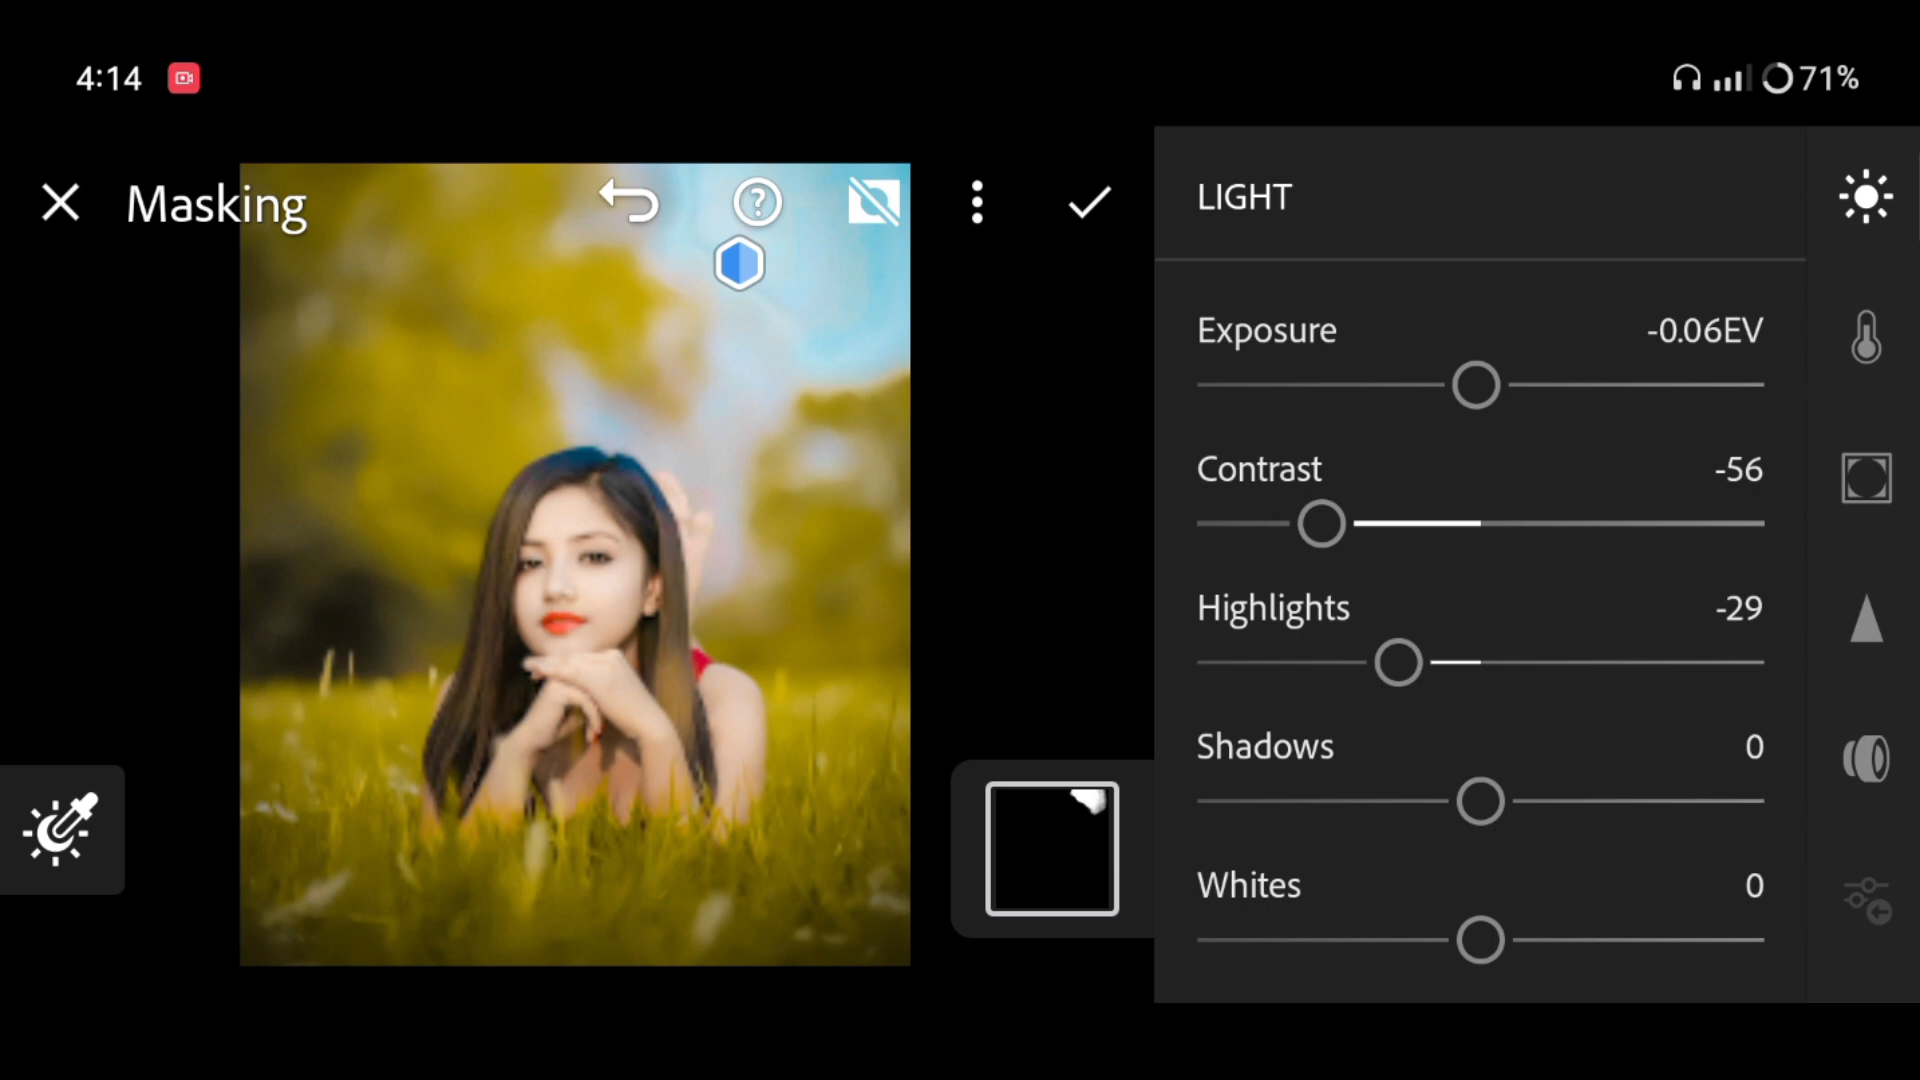 4:14
71%
Masking
LIGHT
Exposure -0.06EV
Contrast -56
Highlights -29
Shadows 0
Whites 0